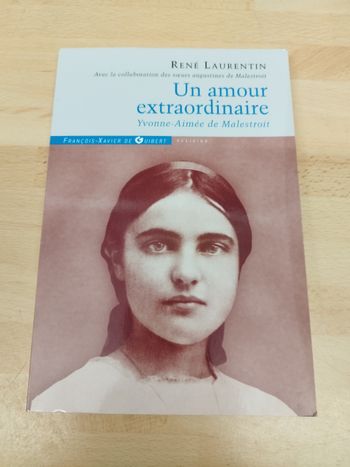 RENÉ LAURENTIN
Avec la collaboration des sœurs augustines de Malestroit
Un amour
extraordinaire
Yvonne-Aimée de Malestroit
FRANÇOIS-XAVIER DE GUIBERT RELIGION